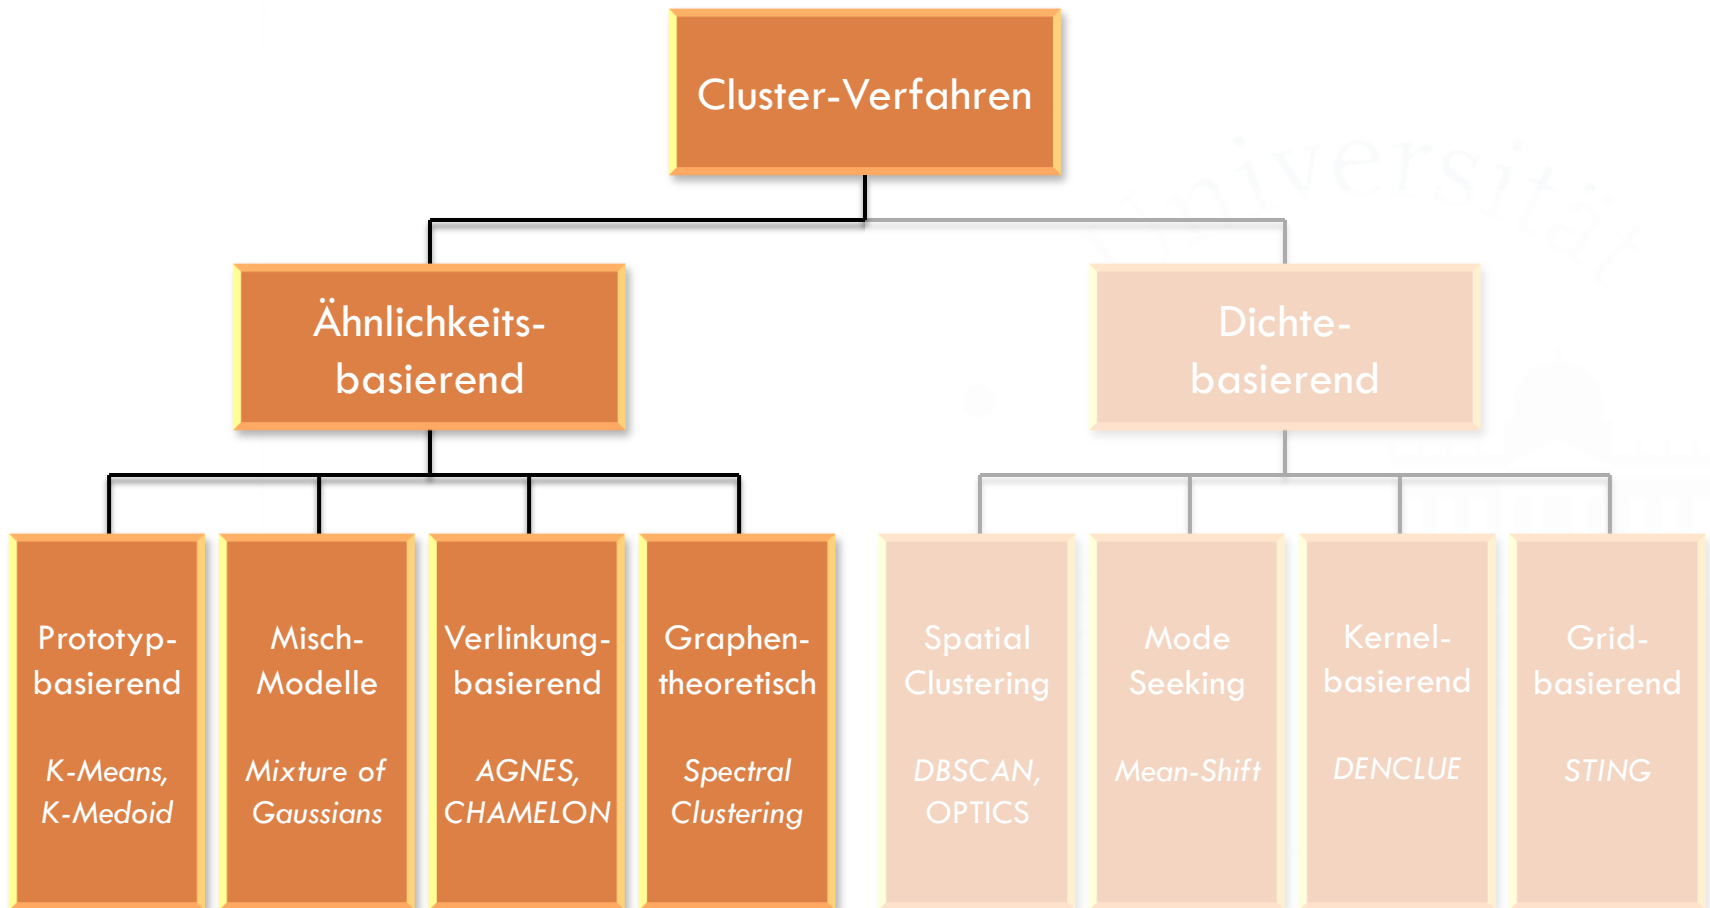 Cluster-Verfahren
Universität
Ähnlichkeits-
basierend
Dichte-
basierend
Prototyp-
basierend
K-Means,
K-Medoid
Misch-
Modelle
Mixture of
Gaussians
Verlinkung-
basierend
AGNES,
CHAMELON
Graphen-
theoretisch
Spectral
Clustering
Spatial
Clustering
DBSCAN,
OPTICS
Mode
Seeking
Mean-Shift
Kernel-
basierend
DENCLUE
Grid-
basierend
STING